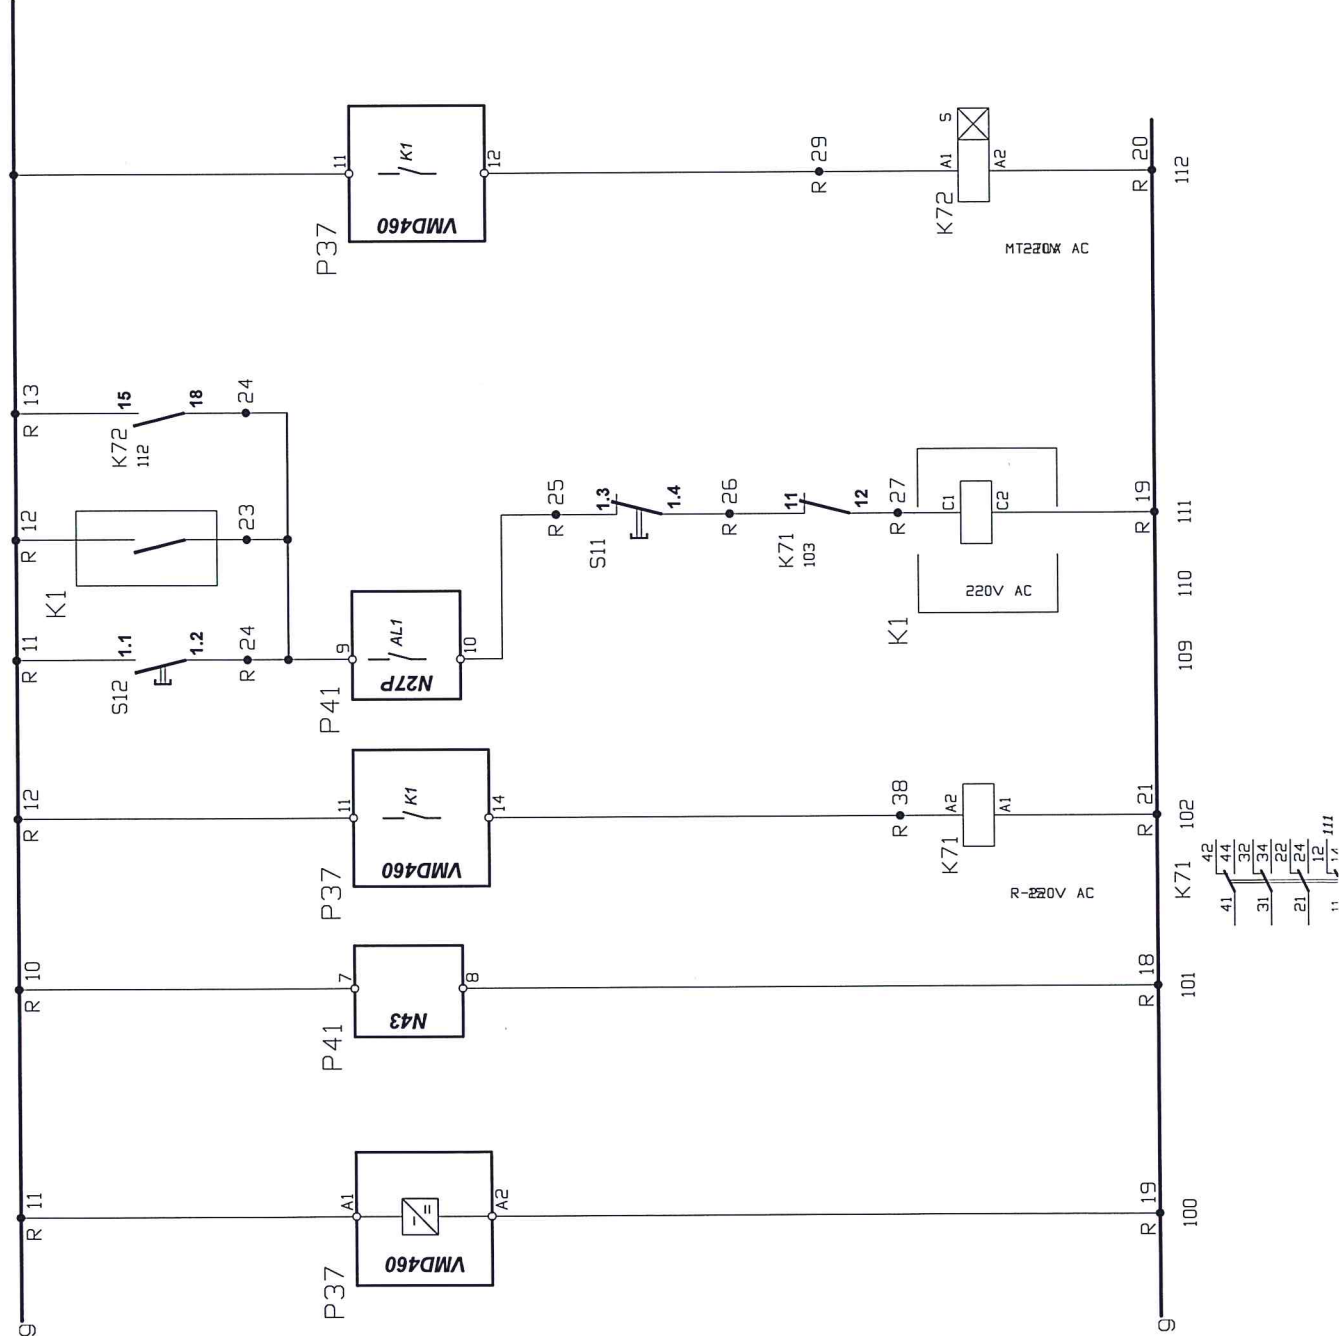 g
R 11
P37
VMD460
A1
A2
R 19
100
R 10
P41
N43
7
8
R 18
101
R 12
P37
VMD460
11
K1
14
R 38
K71
A2
A1
R 21
102
K71
41
42
44
31
32
34
21
22
24
11
12
14
111
R 11
S12
1.1
1.2
R 24
P41
N27P
9
AL1
10
109
R 12
K1
23
110
R 13
K72
112
15
18
24
R 25
S11
1.3
1.4
R 26
K71
103
11
12
R 27
K1
C1
C2
220V AC
R 19
111
P37
VMD460
11
K1
12
R 29
K72
A1
A2
S
R 20
112
g